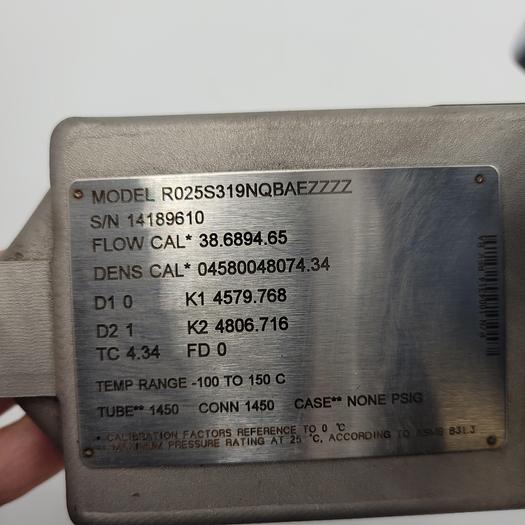 MODEL R025S319NQBAEZZZZ
S/N 14189610
FLOW CAL* 38.6894.65
DENS CAL* 04580048074.34
D1 0 K1 4579.768
D2 1 K2 4806.716
TC 4.34 FD 0
TEMP RANGE -100 TO 150 C
TUBE** 1450 CONN 1450 CASE** NONE PSIG
* CALIBRATION FACTORS REFERENCE TO 0 °C
** MAXIMUM PRESSURE RATING AT 25 °C, ACCORDING TO ASME B31.3